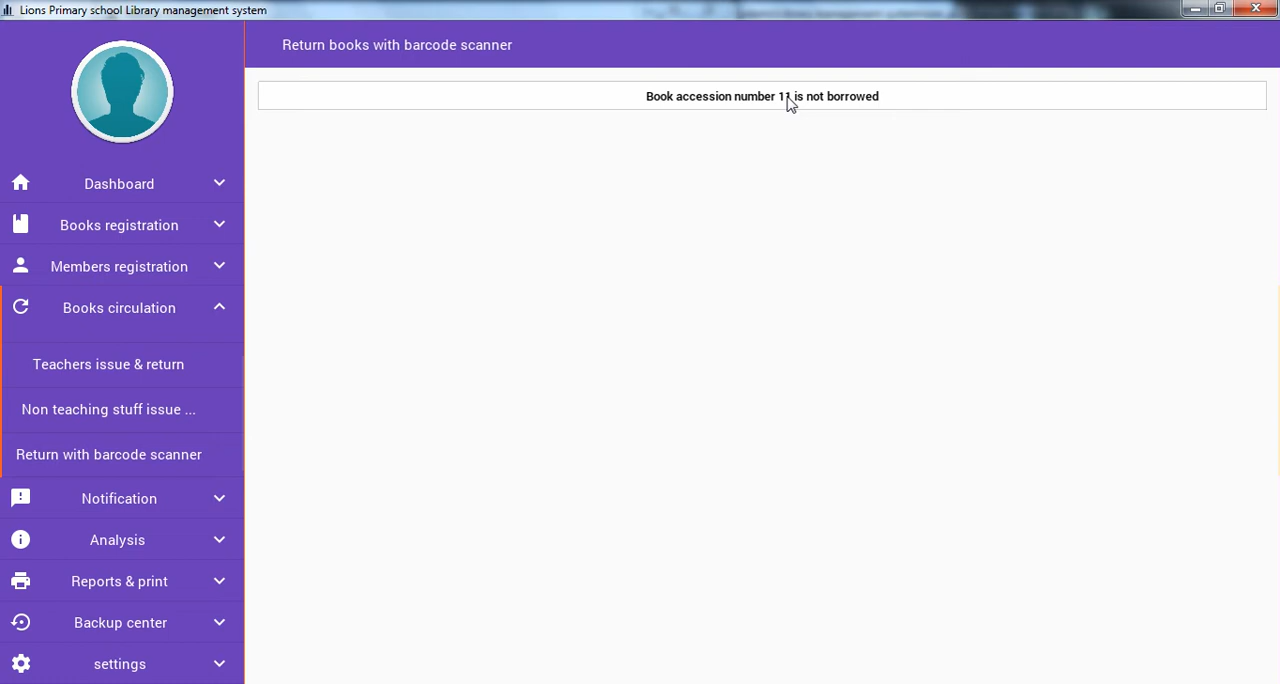 Lions Primary school Library management system
Return books with barcode scanner
Book accession number 11 is not borrowed
Dashboard
Books registration
Members registration
Books circulation
Teachers issue & return
Non teaching stuff issue ...
Return with barcode scanner
Notification
Analysis
Reports & print
Backup center
settings